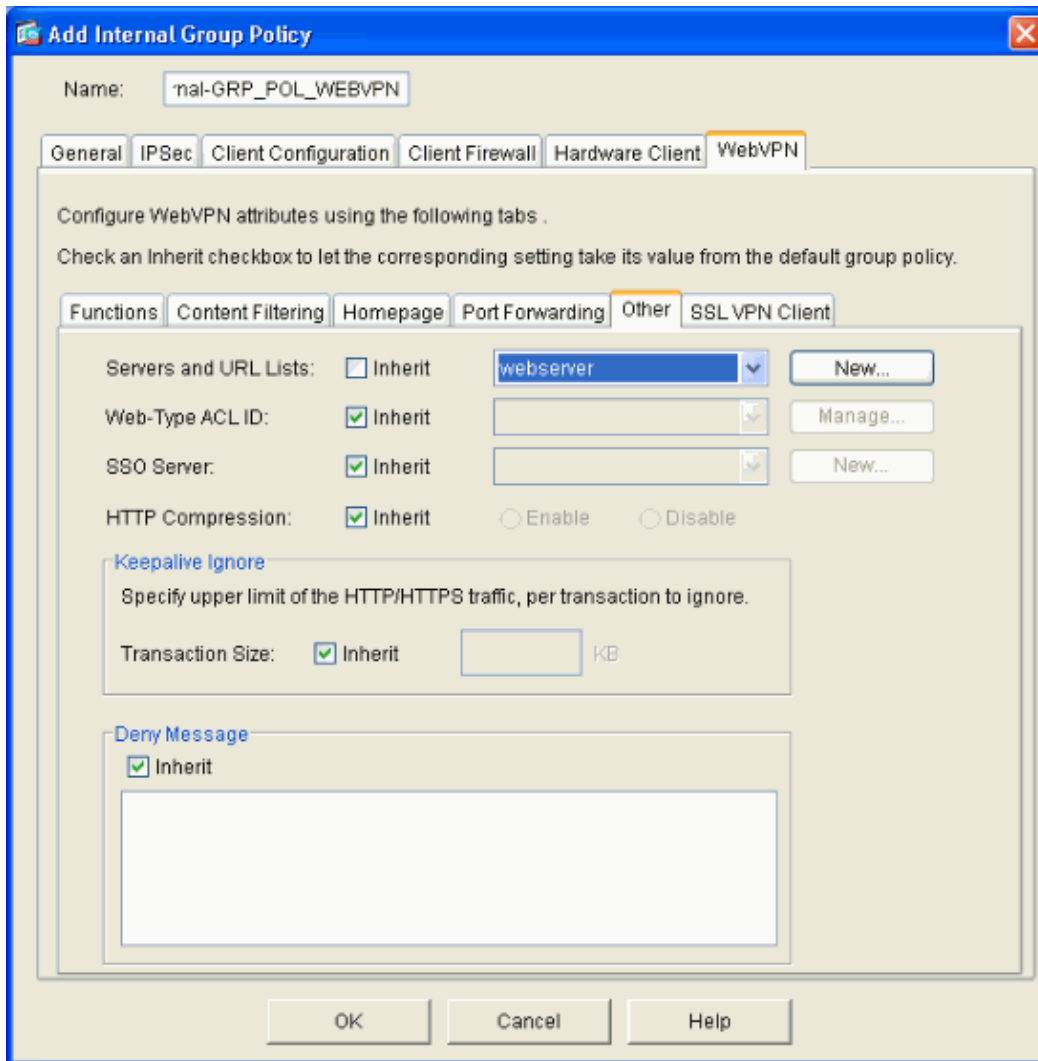 Add Internal Group Policy
Name: nal-GRP_POL_WEBVPN
General IPSec Client Configuration Client Firewall Hardware Client WebVPN
Configure WebVPN attributes using the following tabs .
Check an Inherit checkbox to let the corresponding setting take its value from the default group policy.
Functions Content Filtering Homepage Port Forwarding Other SSL VPN Client
Servers and URL Lists: Inherit webserver New...
Web-Type ACL ID: Inherit Manage...
SSO Server: Inherit New...
HTTP Compression: Inherit Enable Disable
Keepalive Ignore
Specify upper limit of the HTTP/HTTPS traffic, per transaction to ignore.
Transaction Size: Inherit KB
Deny Message
Inherit
OK Cancel Help